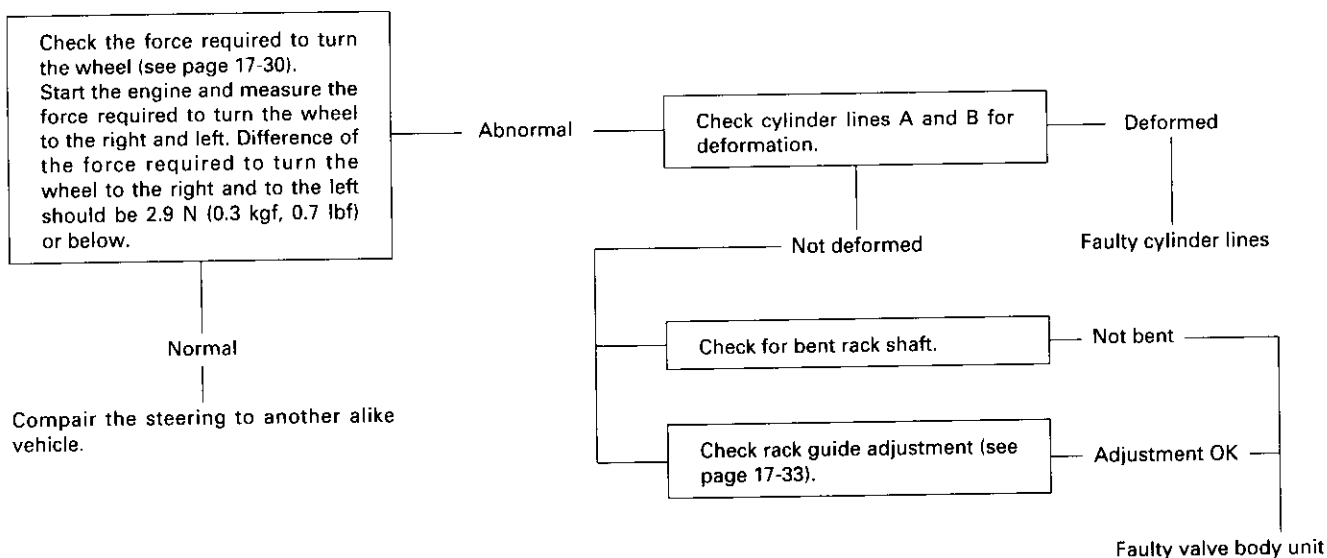 Check the force required to turn
the wheel (see page 17-30).
Start the engine and measure the
force required to turn the wheel
to the right and left. Difference of
the force required to turn the
wheel to the right and to the left
should be 2.9 N (0.3 kgf, 0.7 lbf)
or below.
Abnormal
Check cylinder lines A and B for
deformation.
Deformed
Faulty cylinder lines
Not deformed
Check for bent rack shaft.
Not bent
Check rack guide adjustment (see
page 17-33).
Adjustment OK
Faulty valve body unit
Normal
Compair the steering to another alike
vehicle.